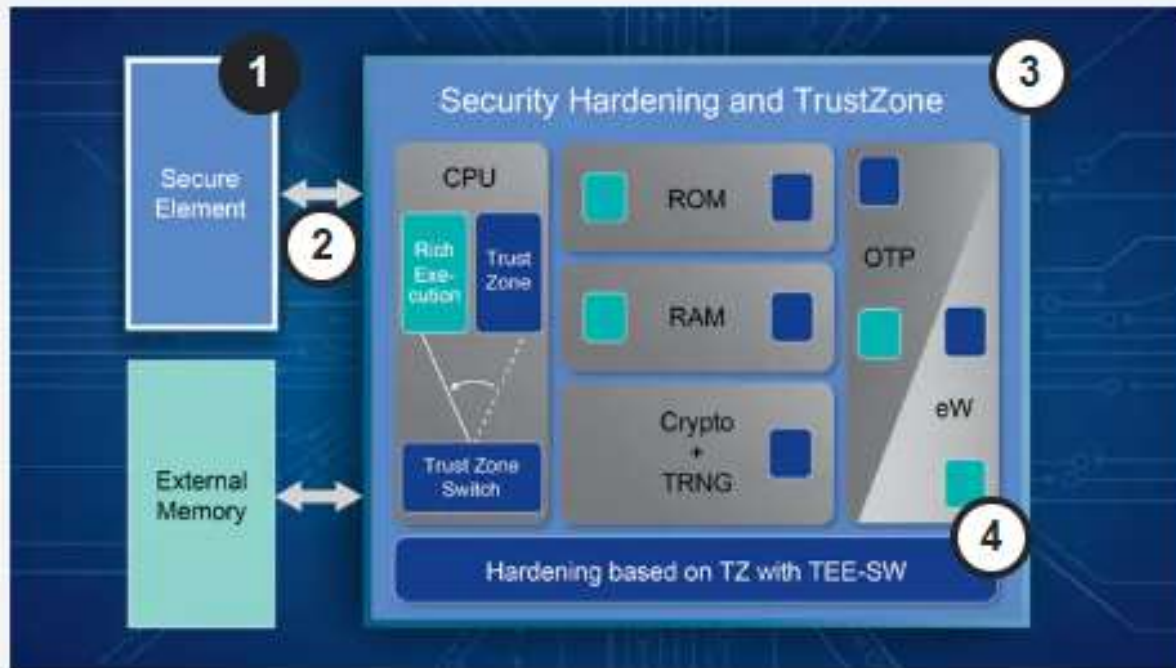 1
Secure
Element
2
External
Memory
3
Security Hardening and TrustZone
CPU
Rich
Exe-
cution
Trust
Zone
Trust Zone
Switch
ROM
RAM
Crypto
+
TRNG
OTP
eW
4
Hardening based on TZ with TEE-SW